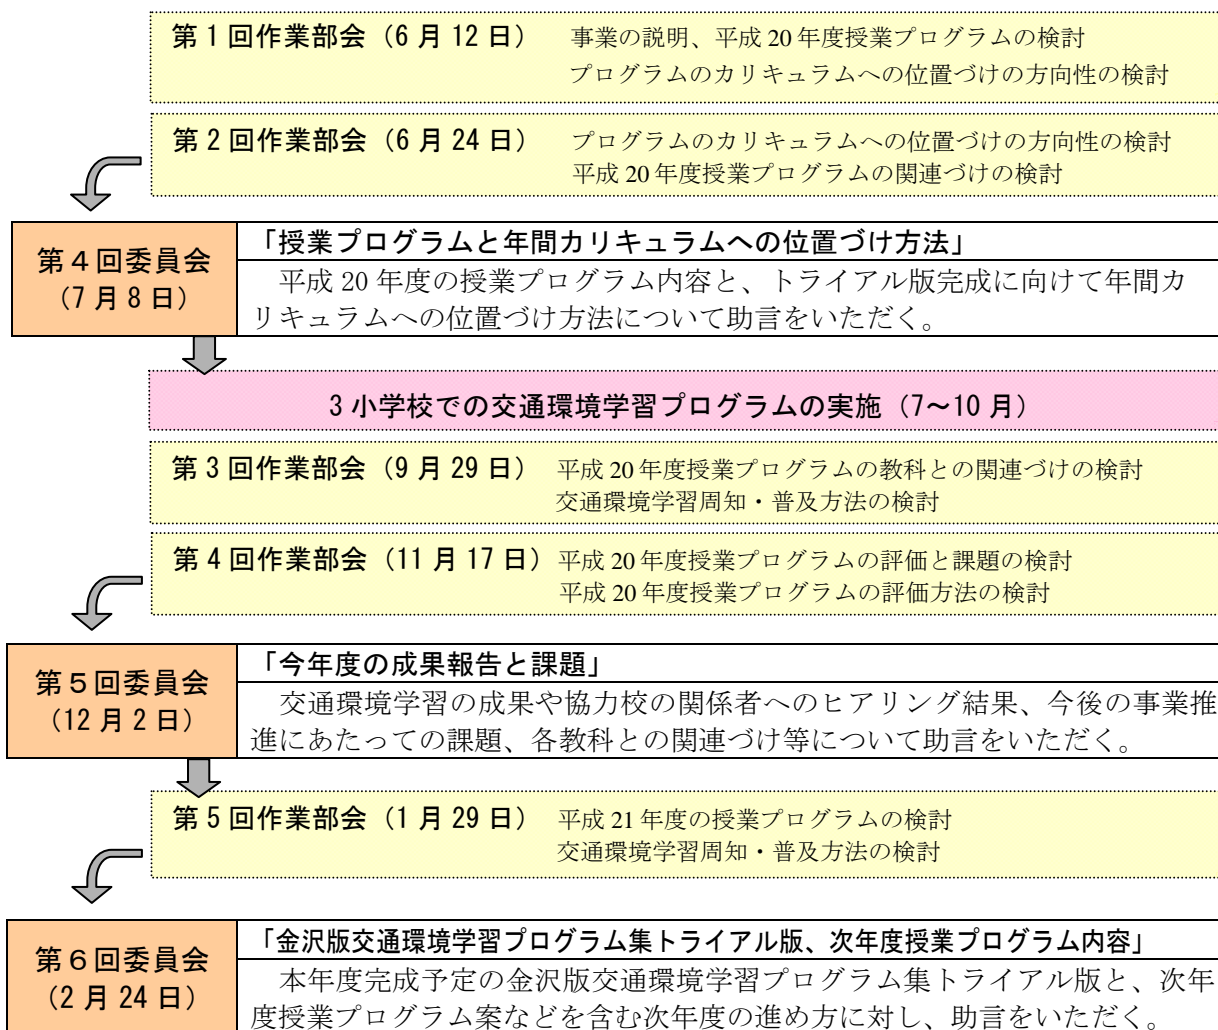 第1回作業部会（6月12日） 事業の説明、平成20年度授業プログラムの検討
プログラムのカリキュラムへの位置づけの方向性の検討
第2回作業部会（6月24日） プログラムのカリキュラムへの位置づけの方向性の検討
平成20年度授業プログラムの関連づけの検討
第４回委員会
（7月8日）
「授業プログラムと年間カリキュラムへの位置づけ方法」
平成20年度の授業プログラム内容と、トライアル版完成に向けて年間カ
リキュラムへの位置づけ方法について助言をいただく。
3小学校での交通環境学習プログラムの実施（7～10月）
第3回作業部会（9月29日） 平成20年度授業プログラムの教科との関連づけの検討
交通環境学習周知・普及方法の検討
第4回作業部会（11月17日） 平成20年度授業プログラムの評価と課題の検討
平成20年度授業プログラムの評価方法の検討
第５回委員会
（12月2日）
「今年度の成果報告と課題」
交通環境学習の成果や協力校の関係者へのヒアリング結果、今後の事業推
進にあたっての課題、各教科との関連づけ等について助言をいただく。
第5回作業部会（1月29日） 平成21年度の授業プログラムの検討
交通環境学習周知・普及方法の検討
第６回委員会
（2月24日）
「金沢版交通環境学習プログラム集トライアル版、次年度授業プログラム内容」
本年度完成予定の金沢版交通環境学習プログラム集トライアル版と、次年
度授業プログラム案などを含む次年度の進め方に対し、助言をいただく。